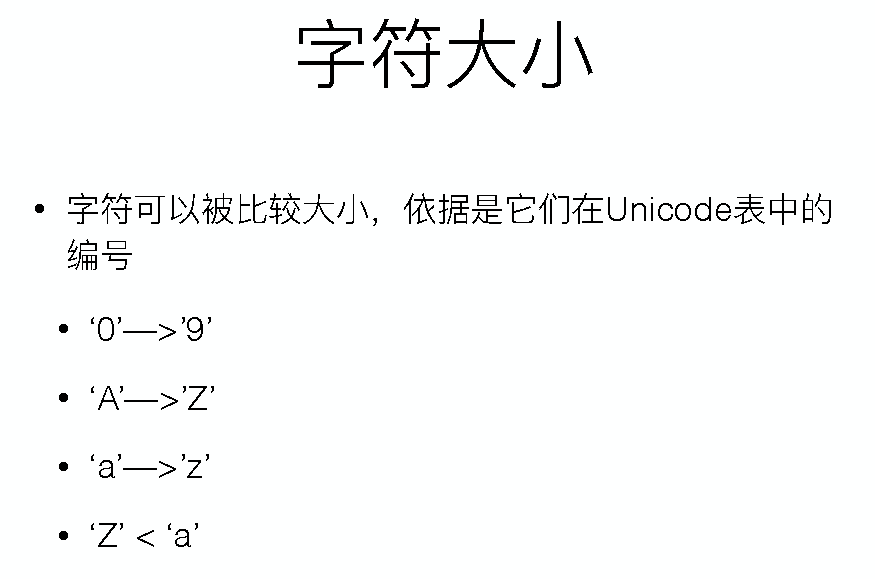 字符大小
• 字符可以被比较大小，依据是它们在Unicode表中的
编号
• ‘0’—>’9’
• ‘A’—>’Z’
• ‘a’—>’z’
• ‘Z’ < ‘a’